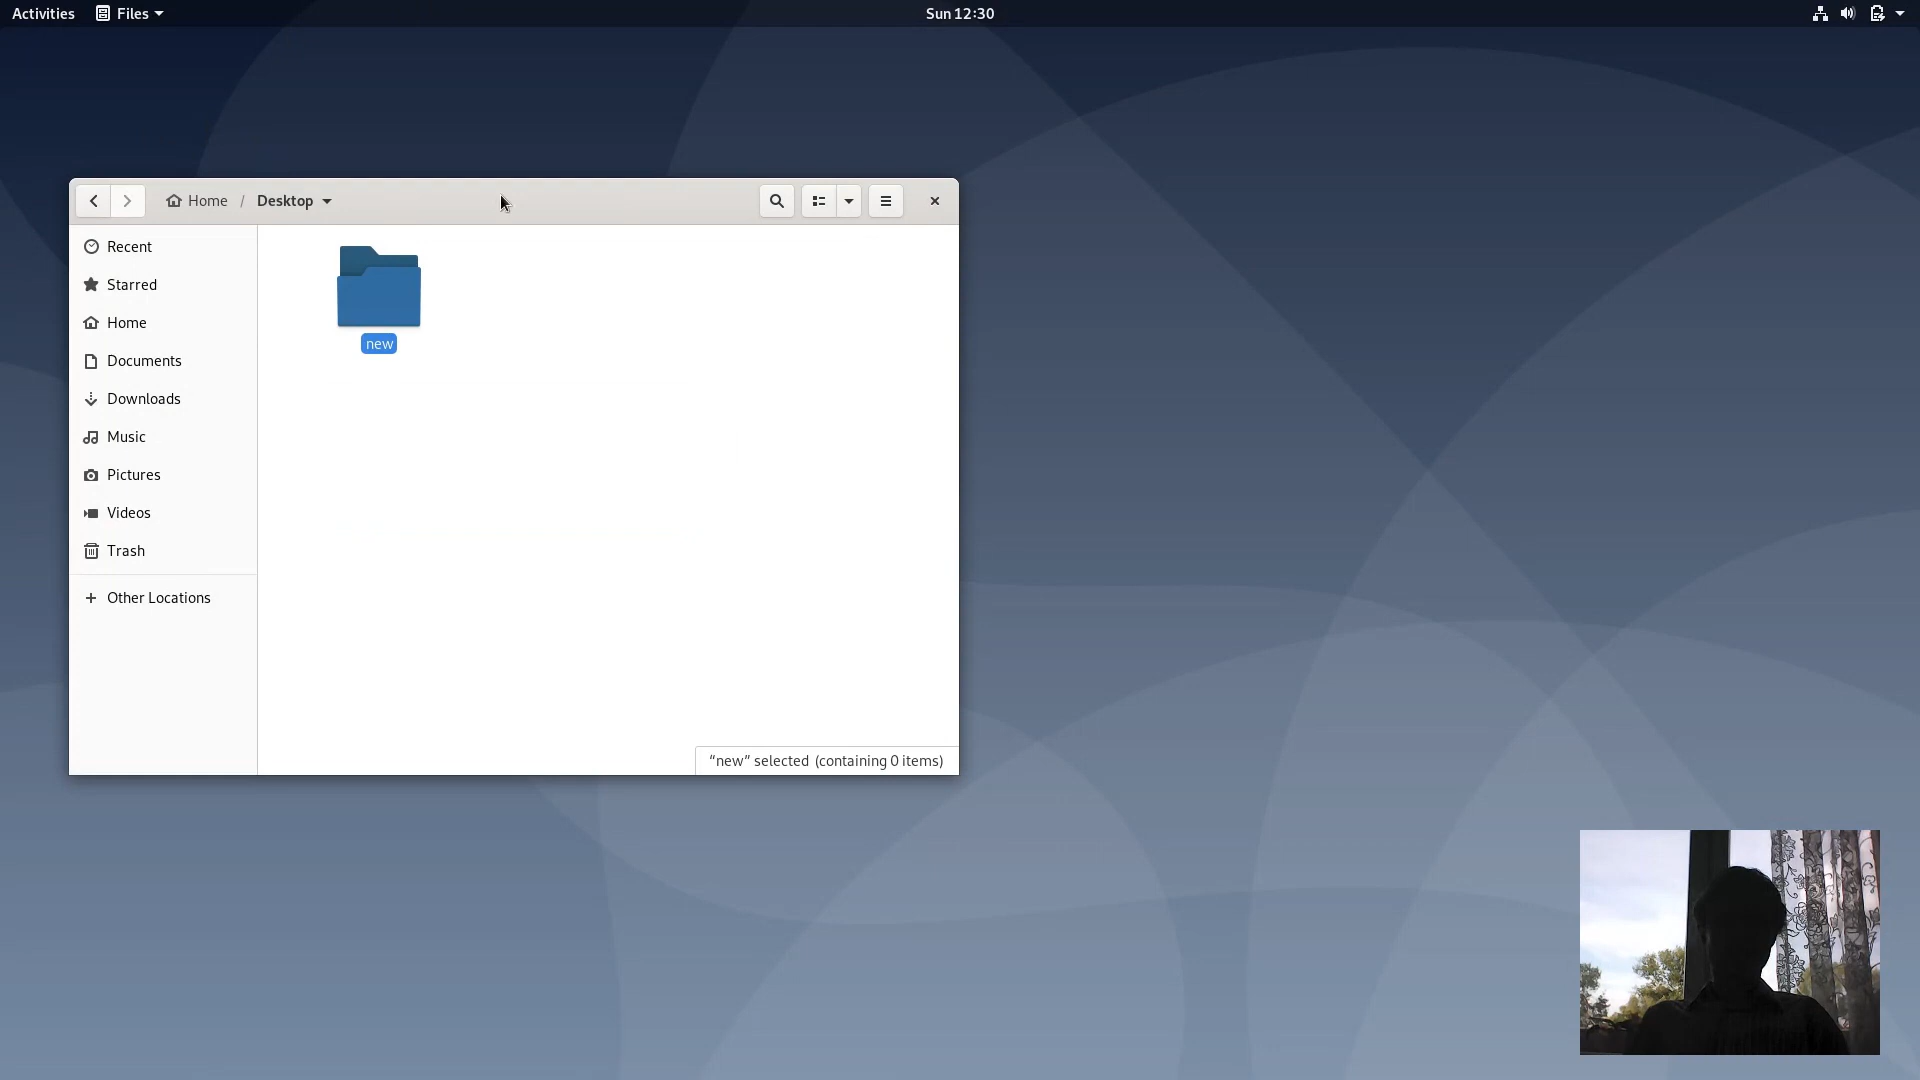 Activities Files Sun 12:30
Home / Desktop
Recent
Starred
Home
Documents
Downloads
Music
Pictures
Videos
Trash
+ Other Locations
new
“new” selected (containing 0 items)